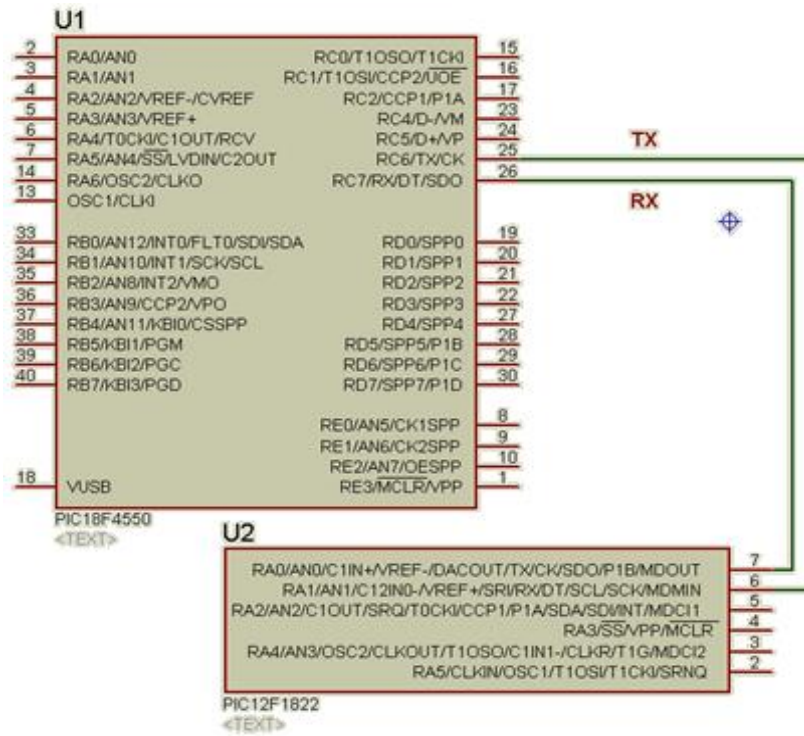 U1
2 RA0/AN0 RC0/T1OSO/T1CKI 15
3 RA1/AN1 RC1/T1OSI/CCP2/UOE 16
4 RA2/AN2/VREF-/CVREF RC2/CCP1/P1A 17
5 RA3/AN3/VREF+ RC4/D-/VM 23
6 RA4/T0CKI/C1OUT/RCV RC5/D+/VP 24
7 RA5/AN4/SS/LVDIN/C2OUT RC6/TX/CK 25 TX
14 RA6/OSC2/CLKO RC7/RX/DT/SDO 26
13 OSC1/CLKI RX
33 RB0/AN12/INT0/FLT0/SDI/SDA RD0/SPP0 19
34 RB1/AN10/INT1/SCK/SCL RD1/SPP1 20
35 RB2/AN8/INT2/VMO RD2/SPP2 21
36 RB3/AN9/CCP2/VPO RD3/SPP3 22
37 RB4/AN11/KBI0/CSSPP RD4/SPP4 27
38 RB5/KBI1/PGM RD5/SPP5/P1B 28
39 RB6/KBI2/PGC RD6/SPP6/P1C 29
40 RB7/KBI3/PGD RD7/SPP7/P1D 30
RE0/AN5/CK1SPP 8
RE1/AN6/CK2SPP 9
RE2/AN7/OESPP 10
18 VUSB RE3/MCLR/VPP 1
PIC18F4550
<TEXT>
U2
RA0/AN0/C1IN+/VREF-/DACOUT/TX/CK/SDO/P1B/MDOUT 7
RA1/AN1/C12IN0-/VREF+/SRI/RX/DT/SCL/SCK/MDMIN 6
RA2/AN2/C1OUT/SRQ/T0CKI/CCP1/P1A/SDA/SDI/INT/MDCI1 5
RA3/SS/VPP/MCLR 4
RA4/AN3/OSC2/CLKOUT/T1OSO/C1IN1-/CLKR/T1G/MDCI2 3
RA5/CLKIN/OSC1/T1OSI/T1CKI/SRNQ 2
PIC12F1822
<TEXT>